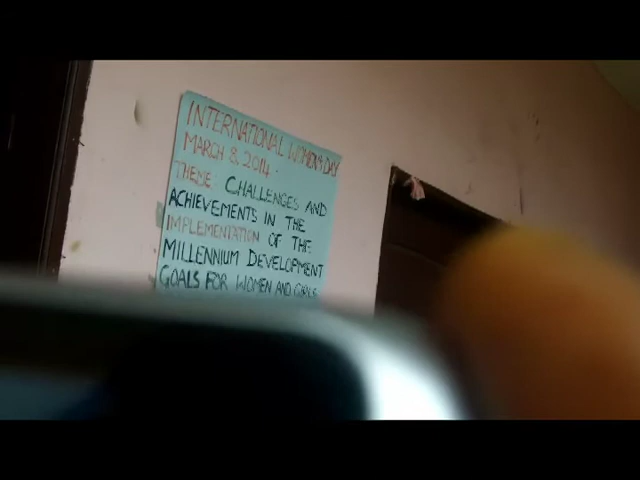 INTERNATIONAL WOMEN'S DAY
MARCH 8, 2014
THEME: CHALLENGES AND
ACHIEVEMENTS IN THE
IMPLEMENTATION OF THE
MILLENNIUM DEVELOPMENT
GOALS FOR WOMEN AND GIRLS